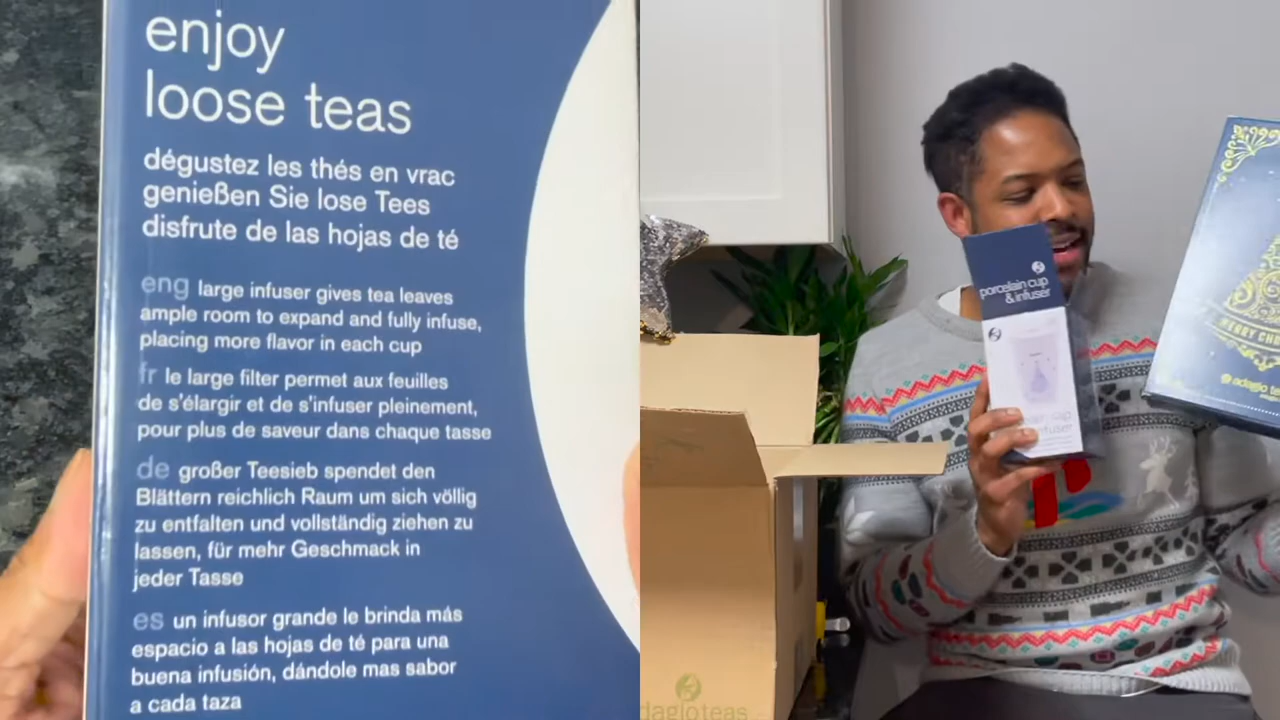 enjoy
loose teas
dégustez les thés en vrac
genießen Sie lose Tees
disfrute de las hojas de té
eng large infuser gives tea leaves
ample room to expand and fully infuse,
placing more flavor in each cup
fr le large filter permet aux feuilles
de s'élargir et de s'infuser pleinement,
pour plus de saveur dans chaque tasse
de großer Teesieb spendet den
Blättern reichlich Raum um sich völlig
zu entfalten und vollständig ziehen zu
lassen, für mehr Geschmack in
jeder Tasse
es un infusor grande le brinda más
espacio a las hojas de té para una
buena infusión, dándole mas sabor
a cada taza
porcelain cup
& infuser
MERRY CHR
adagio tea
dagioteas